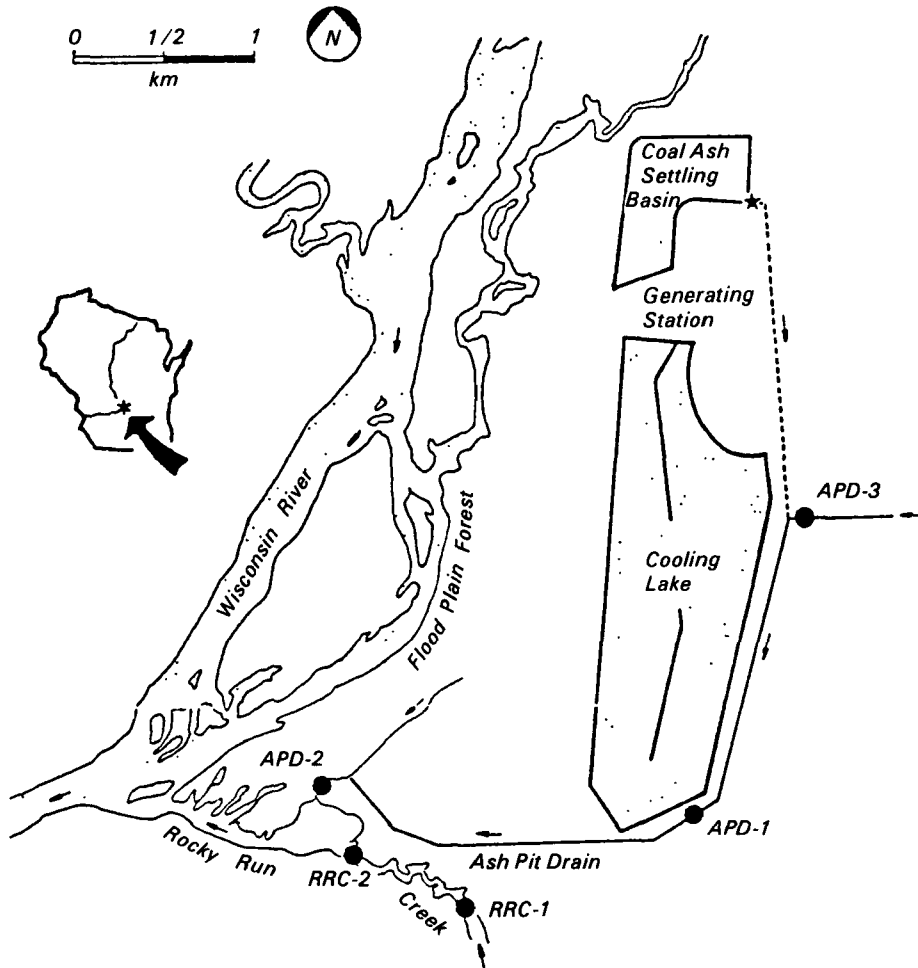 0 1/2 1
km
N
Coal Ash
Settling
Basin
Generating
Station
APD-3
Wisconsin River
Flood Plain Forest
Cooling
Lake
APD-2
APD-1
Ash Pit Drain
Rocky Run
RRC-2
Creek
RRC-1